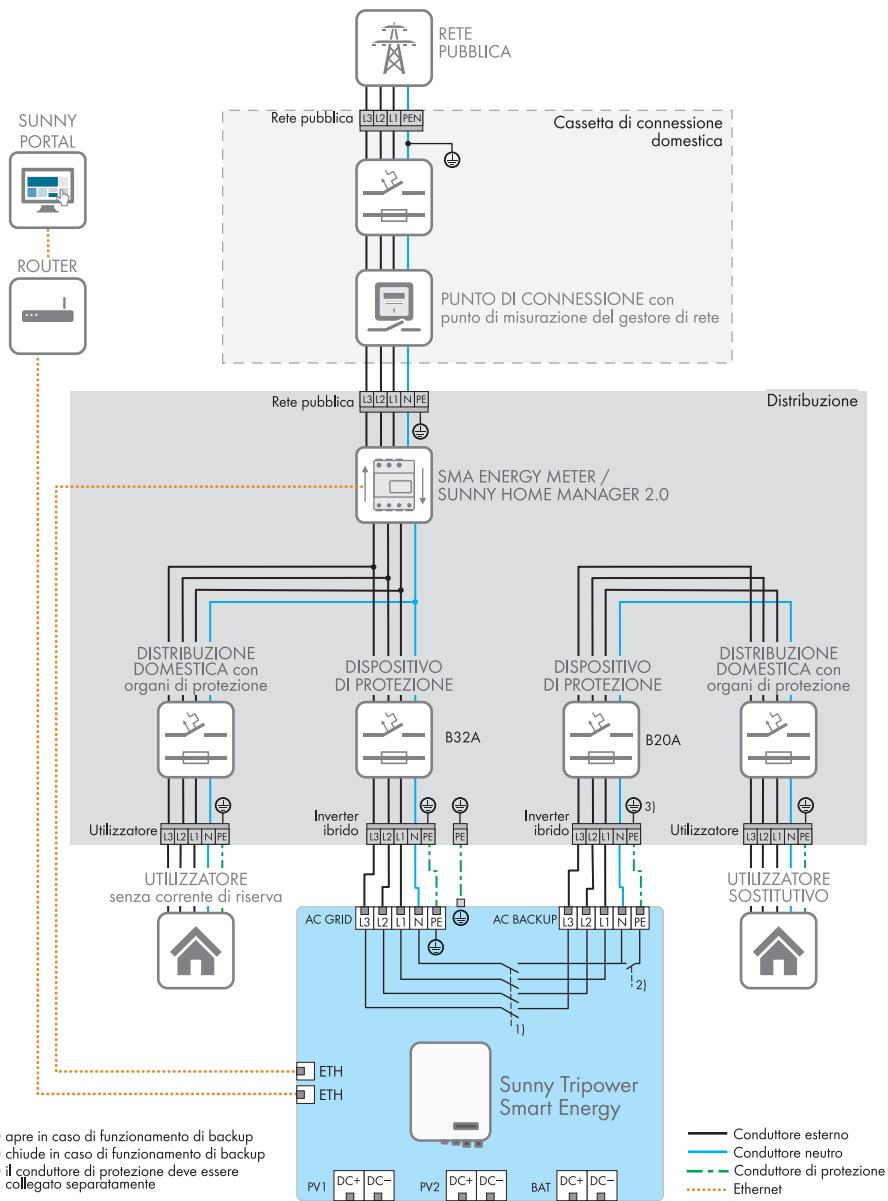 RETE
PUBBLICA
Rete pubblica
L3 L2 L1 PEN
Cassetta di connessione
domestica
SUNNY
PORTAL
ROUTER
PUNTO DI CONNESSIONE con
punto di misurazione del gestore di rete
Rete pubblica
L3 L2 L1 N PE
Distribuzione
SMA ENERGY METER /
SUNNY HOME MANAGER 2.0
DISTRIBUZIONE
DOMESTICA con
organi di protezione
DISPOSITIVO
DI PROTEZIONE
DISPOSITIVO
DI PROTEZIONE
DISTRIBUZIONE
DOMESTICA con
organi di protezione
B32A
B20A
Utilizzatore
L3 L2 L1 N PE
Inverter
ibrido
L3 L2 L1 N PE
PE
Inverter
ibrido
L3 L2 L1 N PE
3)
Utilizzatore
L3 L2 L1 N PE
UTILIZZATORE
senza corrente di riserva
UTILIZZATORE
SOSTITUTIVO
AC GRID
L3 L2 L1 N PE
AC BACKUP
L3 L2 L1 N PE
1)
2)
ETH
ETH
Sunny Tripower
Smart Energy
PV1 DC+ DC−
PV2 DC+ DC−
BAT DC+ DC−
) apre in caso di funzionamento di backup
) chiude in caso di funzionamento di backup
) il conduttore di protezione deve essere
collegato separatamente
Conduttore esterno
Conduttore neutro
Conduttore di protezione
Ethernet